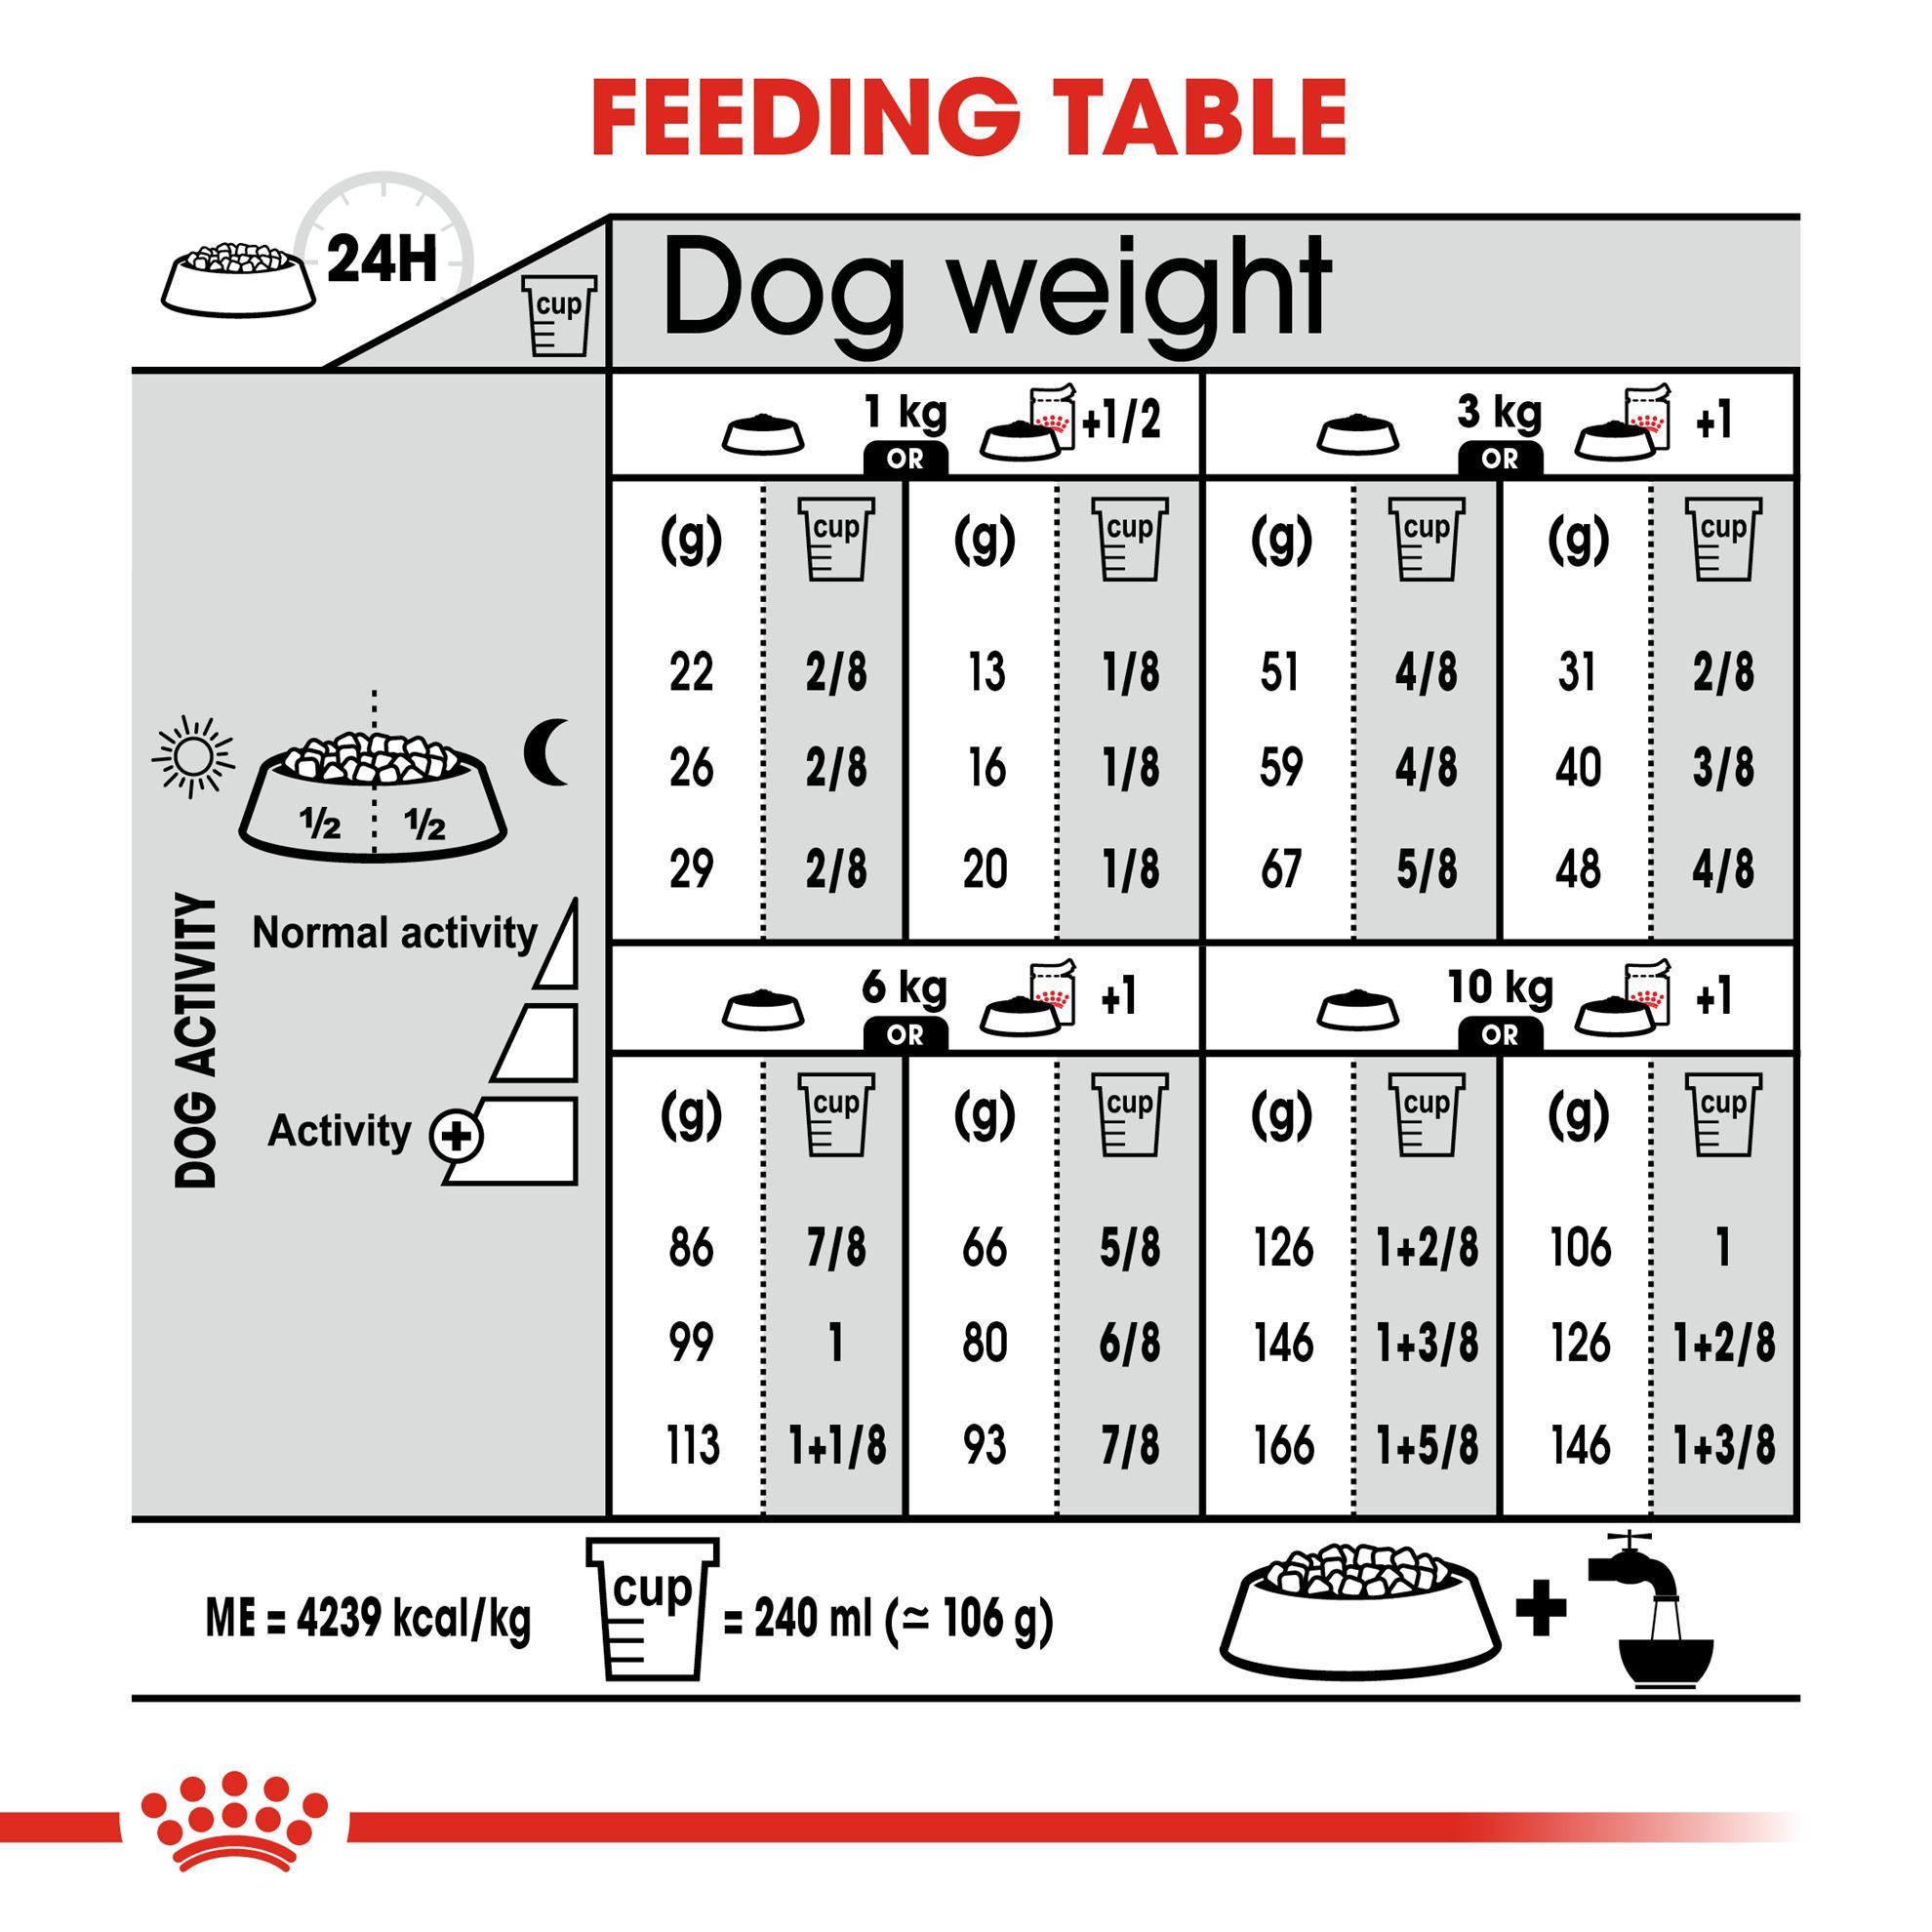 FEEDING TABLE
24H
cup
Dog weight
1 kg +1/2 3 kg +1
OR OR
(g) cup (g) cup (g) cup (g) cup
22 2/8 13 1/8 51 4/8 31 2/8
26 2/8 16 1/8 59 4/8 40 3/8
29 2/8 20 1/8 67 5/8 48 4/8
½ ½
DOG ACTIVITY
Normal activity
Activity +
6 kg +1 10 kg +1
OR OR
(g) cup (g) cup (g) cup (g) cup
86 7/8 66 5/8 126 1+2/8 106 1
99 1 80 6/8 146 1+3/8 126 1+2/8
113 1+1/8 93 7/8 166 1+5/8 146 1+3/8
ME = 4239 kcal/kg cup = 240 ml (≃ 106 g) +